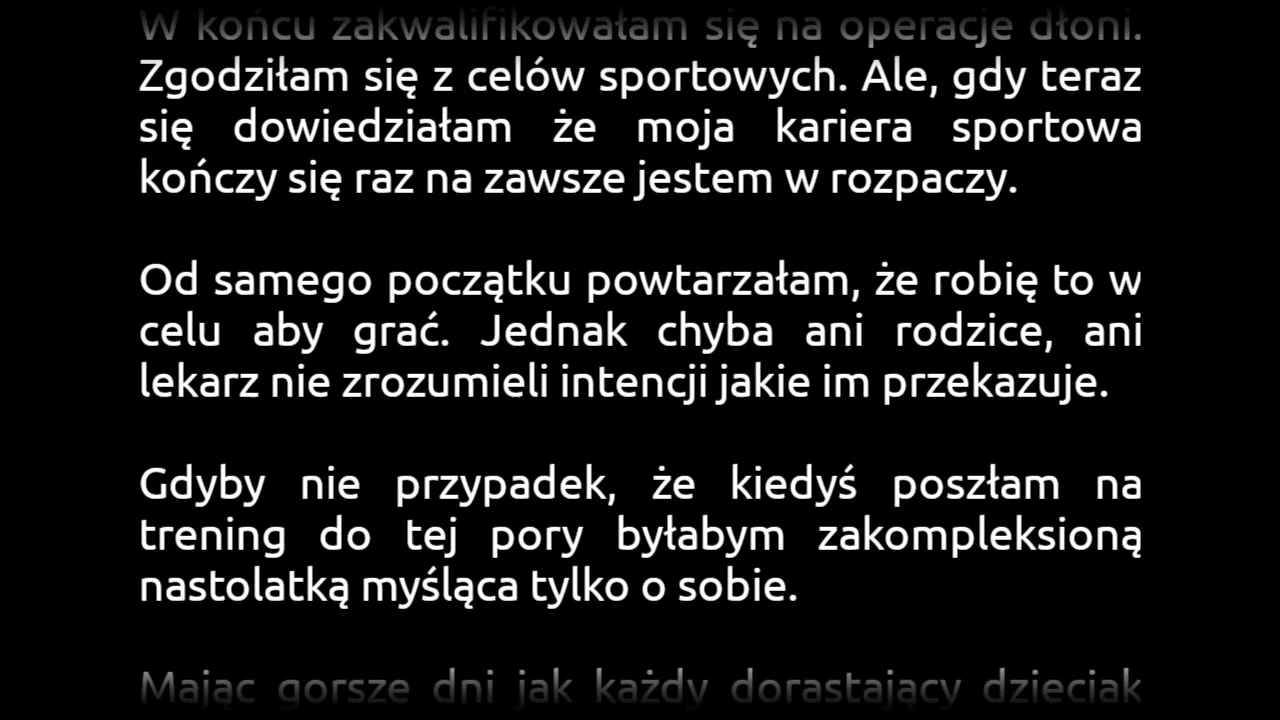 W końcu zakwalifikowałam się na operacje dłoni.
Zgodziłam się z celów sportowych. Ale, gdy teraz
się dowiedziałam że moja kariera sportowa
kończy się raz na zawsze jestem w rozpaczy.
Od samego początku powtarzałam, że robię to w
celu aby grać. Jednak chyba ani rodzice, ani
lekarz nie zrozumieli intencji jakie im przekazuje.
Gdyby nie przypadek, że kiedyś poszłam na
trening do tej pory byłabym zakompleksioną
nastolatką myśląca tylko o sobie.
Mając gorsze dni jak każdy dorastający dzieciak